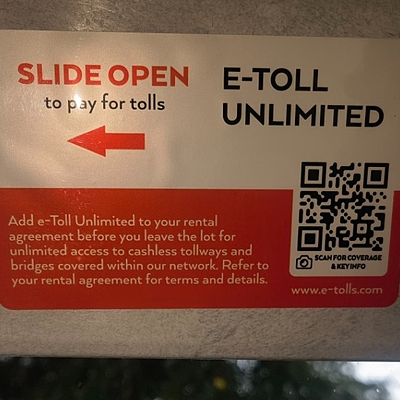 SLIDE OPEN
to pay for tolls
E-TOLL
UNLIMITED
Add e-Toll Unlimited to your rental
agreement before you leave the lot for
unlimited access to cashless tollways and
bridges covered within our network. Refer to
your rental agreement for terms and details.
SCAN FOR COVERAGE
& KEY INFO
www.e-tolls.com